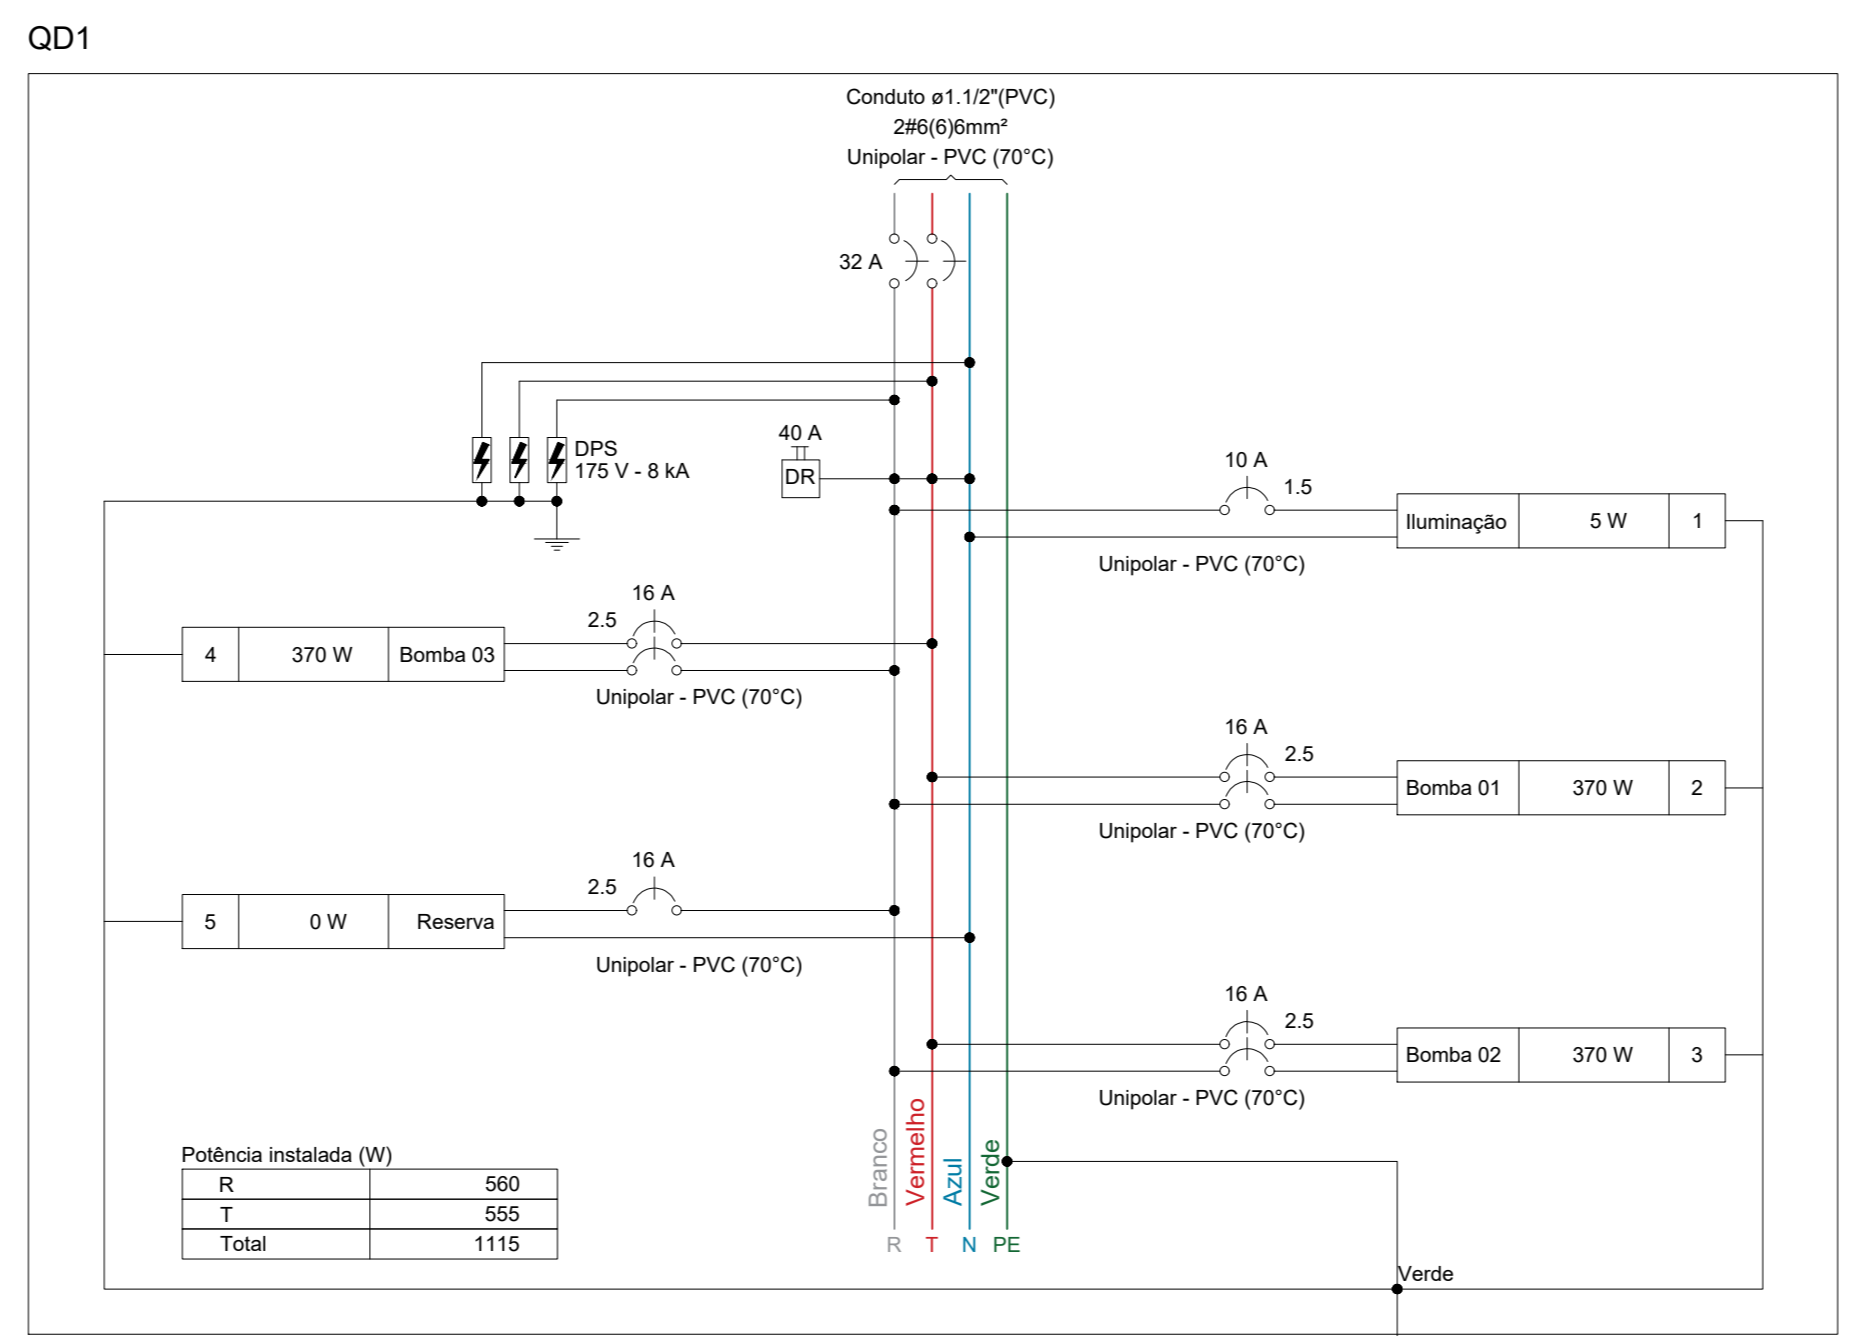 QD1
Conduto ø1.1/2"(PVC)
2#6(6)6mm²
Unipolar - PVC (70°C)
32 A
DPS
175 V - 8 kA
40 A
DR
10 A
1.5
Iluminação 5 W 1
Unipolar - PVC (70°C)
16 A
2.5
4 370 W Bomba 03
Unipolar - PVC (70°C)
16 A
2.5
Bomba 01 370 W 2
Unipolar - PVC (70°C)
16 A
2.5
5 0 W Reserva
Unipolar - PVC (70°C)
16 A
2.5
Bomba 02 370 W 3
Unipolar - PVC (70°C)
Branco
Vermelho
Azul
Verde
R T N PE
Potência instalada (W)
R 560
T 555
Total 1115
Verde